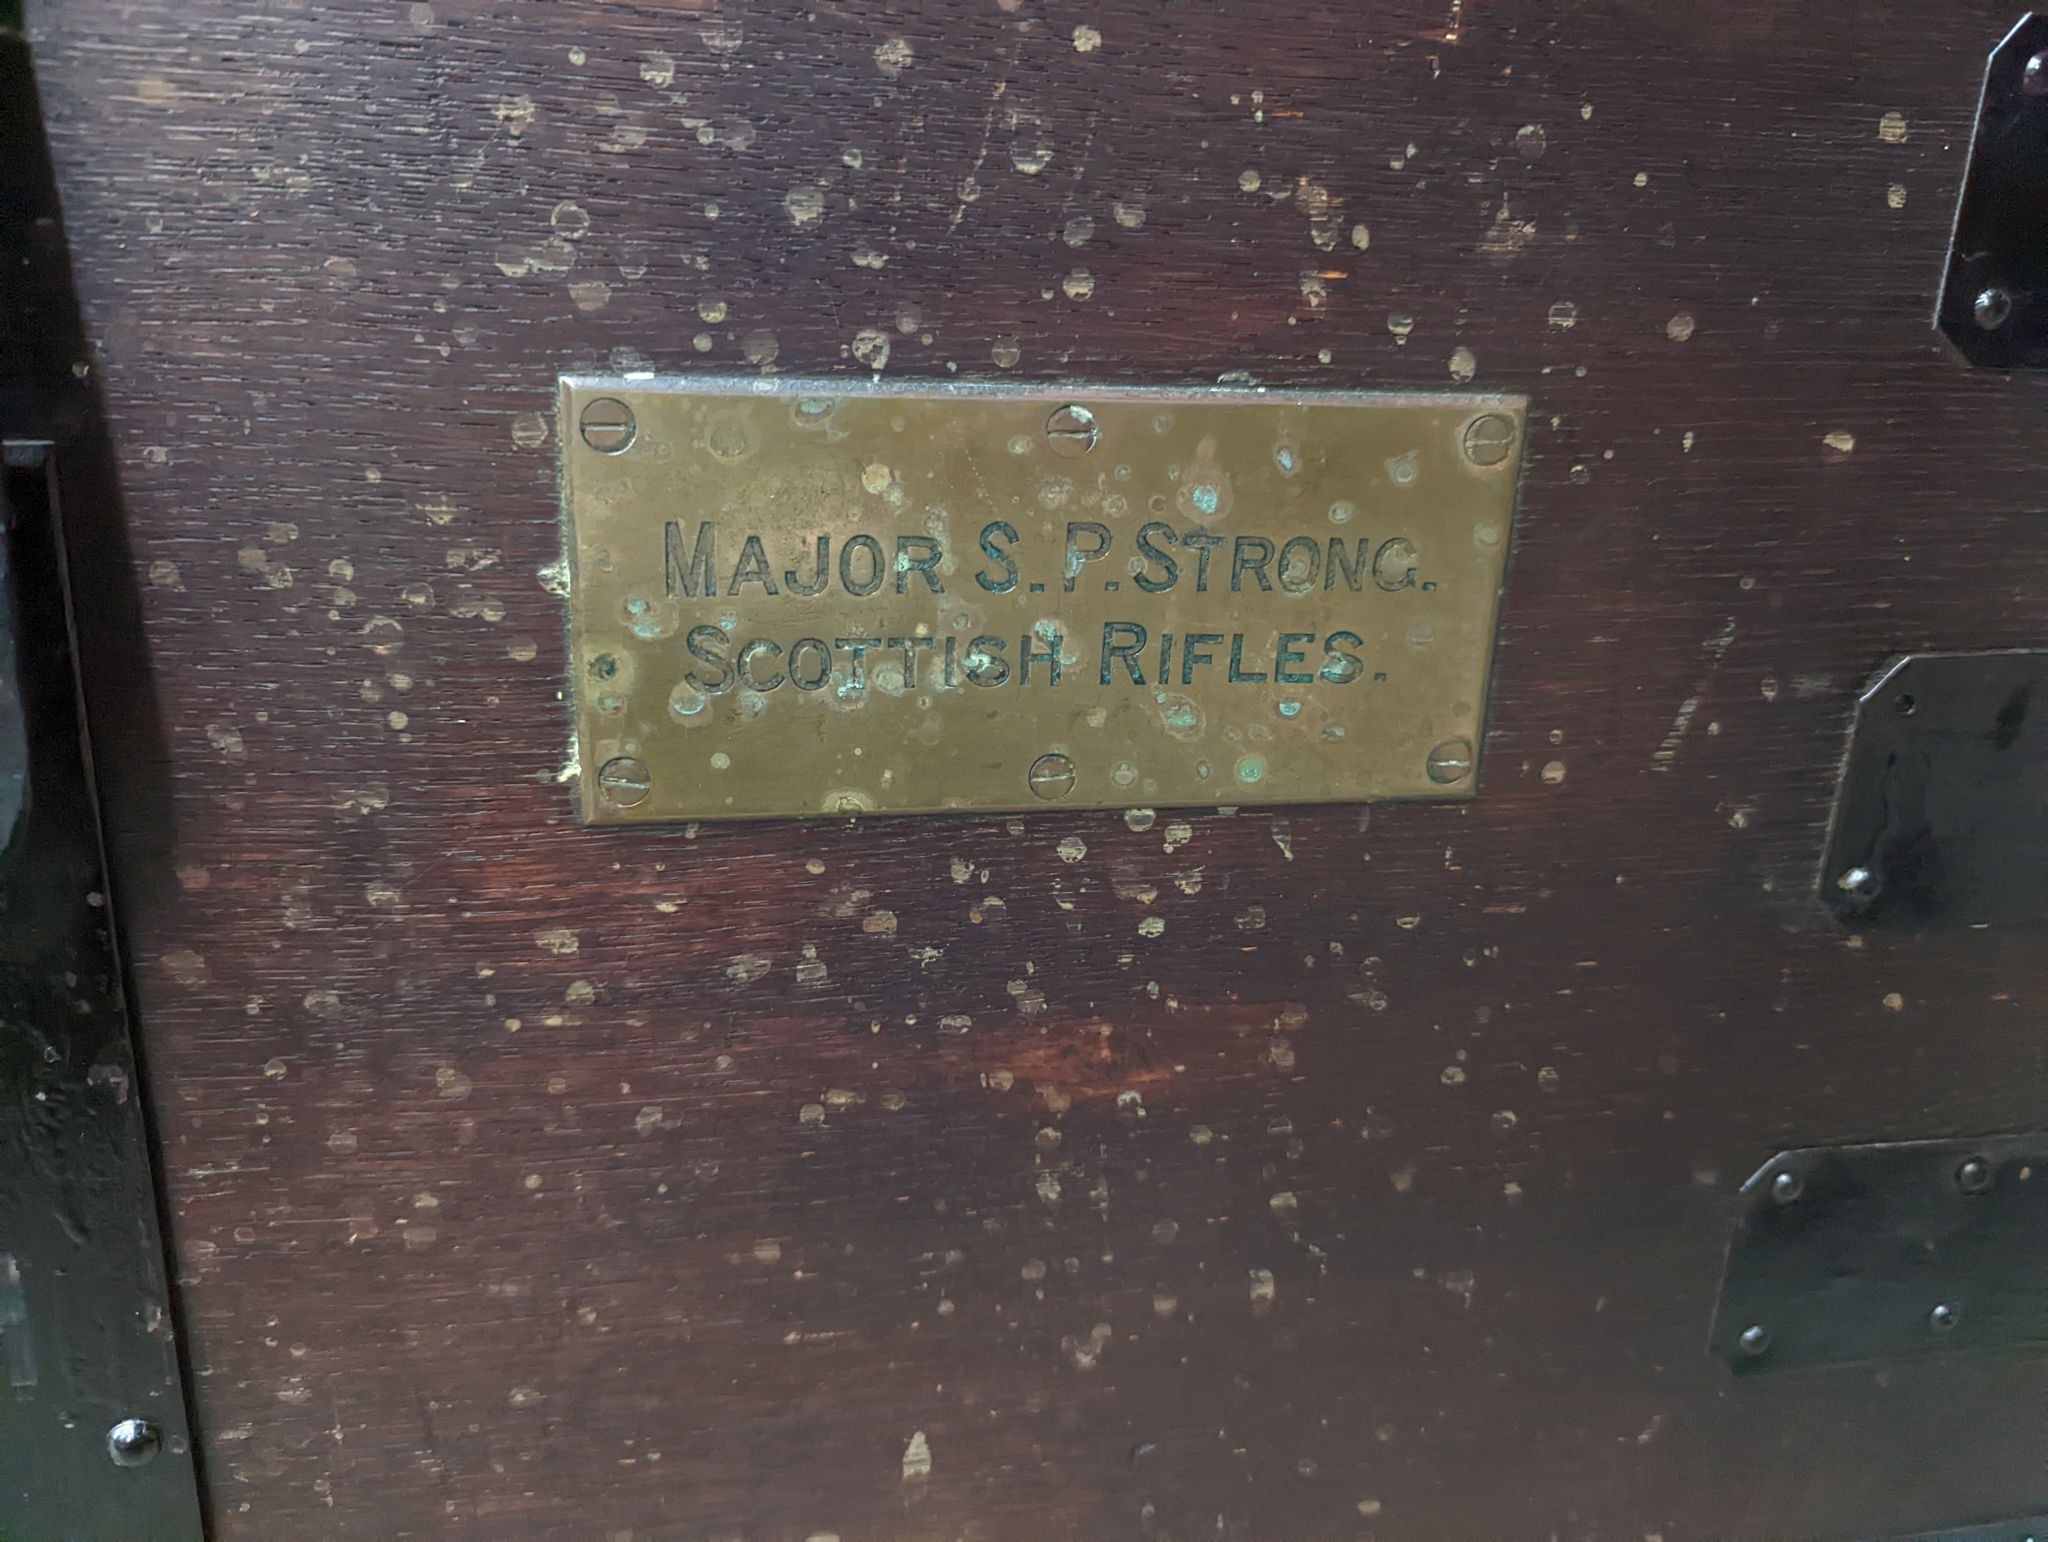 MAJOR S. P. STRONG.
SCOTTISH RIFLES.